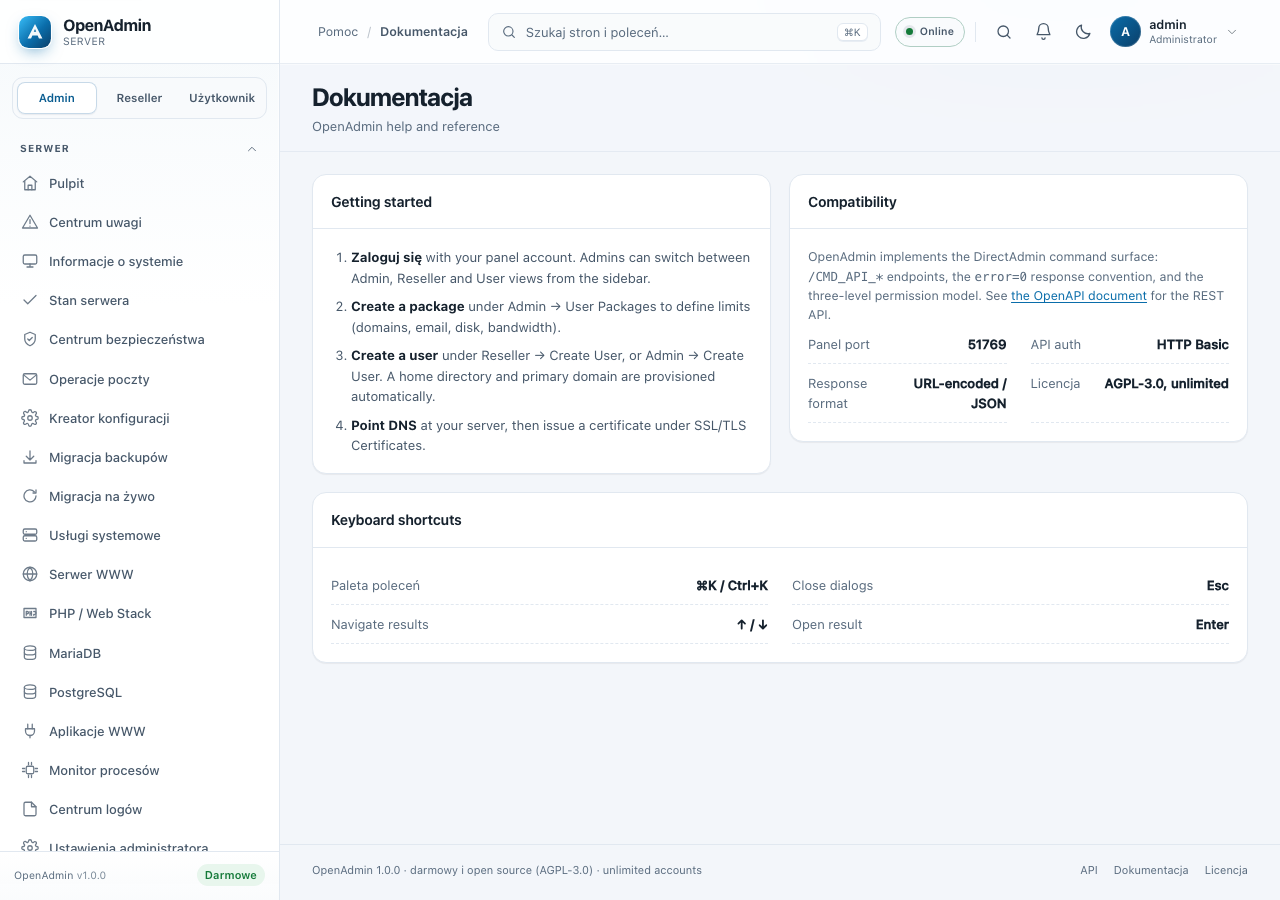 OpenAdmin
SERVER
Pomoc / Dokumentacja
Szukaj stron i poleceń...
⌘K
Online
A
admin
Administrator
Admin
Reseller
Użytkownik
SERWER
Pulpit
Centrum uwagi
Informacje o systemie
Stan serwera
Centrum bezpieczeństwa
Operacje poczty
Kreator konfiguracji
Migracja backupów
Migracja na żywo
Usługi systemowe
Serwer WWW
PHP / Web Stack
MariaDB
PostgreSQL
Aplikacje WWW
Monitor procesów
Centrum logów
Ustawienia administratora
OpenAdmin v1.0.0
Darmowe
Dokumentacja
OpenAdmin help and reference
Getting started
1. Zaloguj się with your panel account. Admins can switch between
Admin, Reseller and User views from the sidebar.
2. Create a package under Admin → User Packages to define limits
(domains, email, disk, bandwidth).
3. Create a user under Reseller → Create User, or Admin → Create
User. A home directory and primary domain are provisioned
automatically.
4. Point DNS at your server, then issue a certificate under SSL/TLS
Certificates.
Compatibility
OpenAdmin implements the DirectAdmin command surface:
/CMD_API_* endpoints, the error=0 response convention, and the
three-level permission model. See the OpenAPI document for the REST
API.
Panel port 51769
API auth HTTP Basic
Response format URL-encoded / JSON
Licencja AGPL-3.0, unlimited
Keyboard shortcuts
Paleta poleceń ⌘K / Ctrl+K
Close dialogs Esc
Navigate results ↑ / ↓
Open result Enter
OpenAdmin 1.0.0 · darmowy i open source (AGPL-3.0) · unlimited accounts
API Dokumentacja Licencja